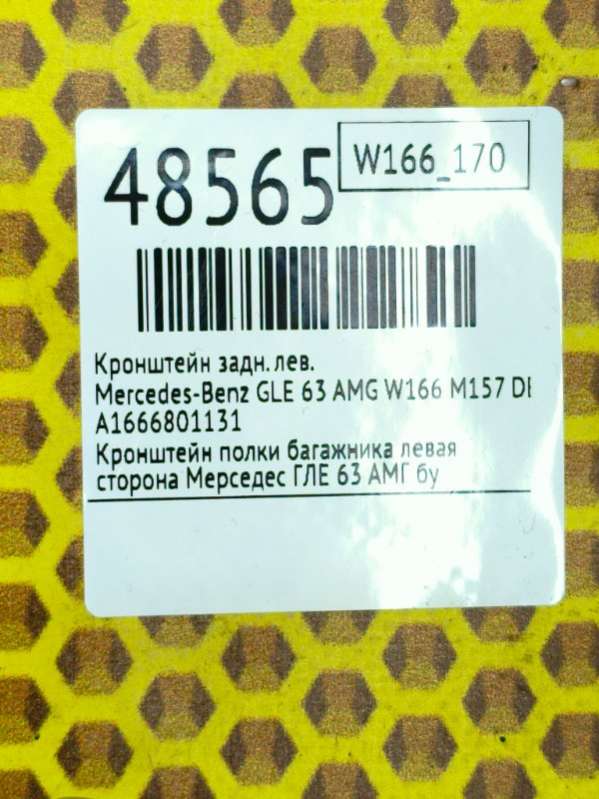 48565
W166_170
Кронштейн задн. лев.
Mercedes-Benz GLE 63 AMG W166 M157 DE
A1666801131
Кронштейн полки багажника левая
сторона Мерседес ГЛЕ 63 АМГ бу